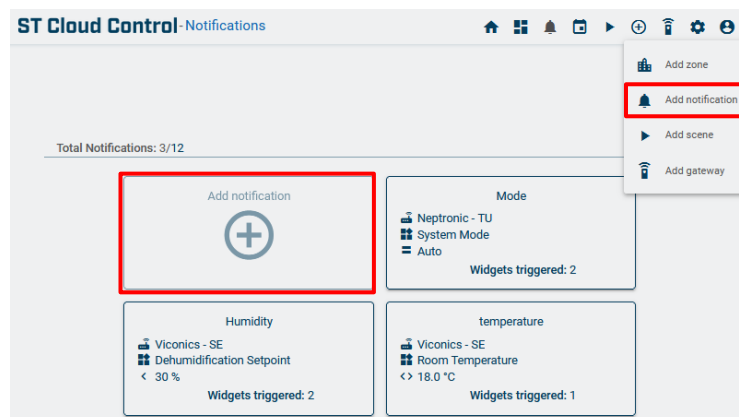 ST Cloud Control - Notifications
Add zone
Add notification
Add scene
Add gateway
Total Notifications: 3/12
Add notification
Mode
Neptronic - TU
System Mode
= Auto
Widgets triggered: 2
Humidity
Viconics - SE
Dehumidification Setpoint
< 30 %
Widgets triggered: 2
temperature
Viconics - SE
Room Temperature
<> 18.0 °C
Widgets triggered: 1